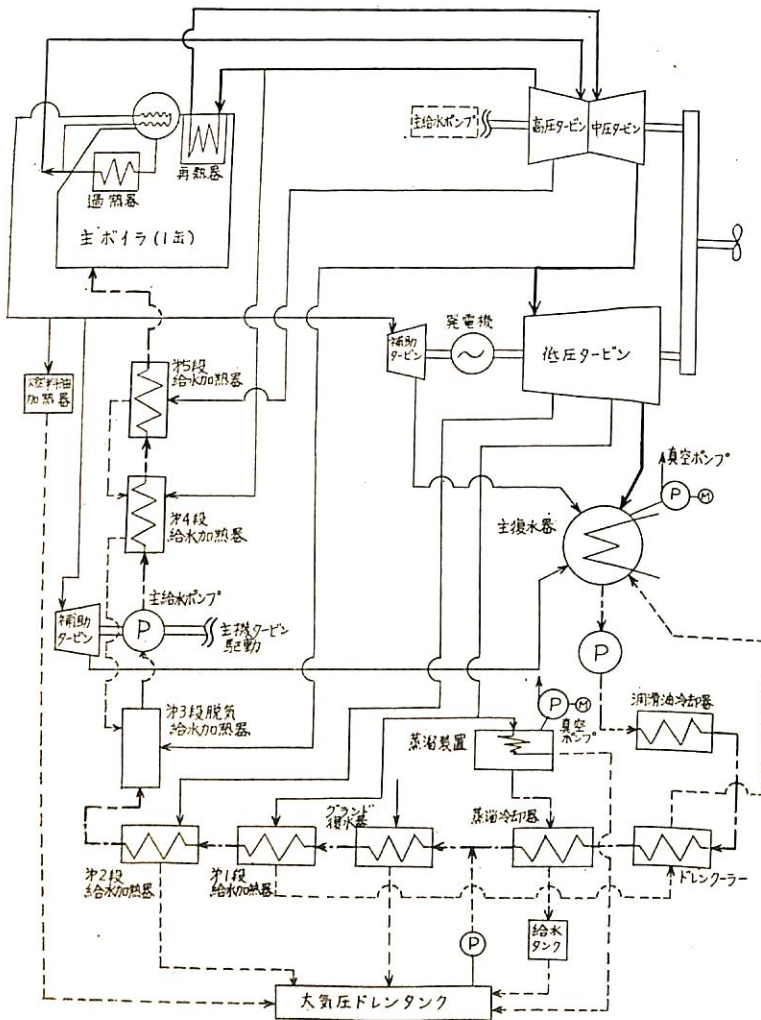 主給水ポンプ
高圧タービン
中圧タービン
再熱器
過熱器
主ボイラ(1缶)
発電機
補助
タービン
低圧タービン
燃料油
加熱器
第5段
給水加熱器
真空ポンプ
P
M
主復水器
第4段
給水加熱器
主給水ポンプ
補助
タービン
P
主機タービン
駆動
P
潤滑油冷却器
第3段脱気
給水加熱器
P
M
真空
ポンプ
蒸溜装置
グランド
復水器
蒸溜冷却器
第2段
給水加熱器
第1段
給水加熱器
ドレンクーラー
P
給水
タンク
大気圧ドレンタンク